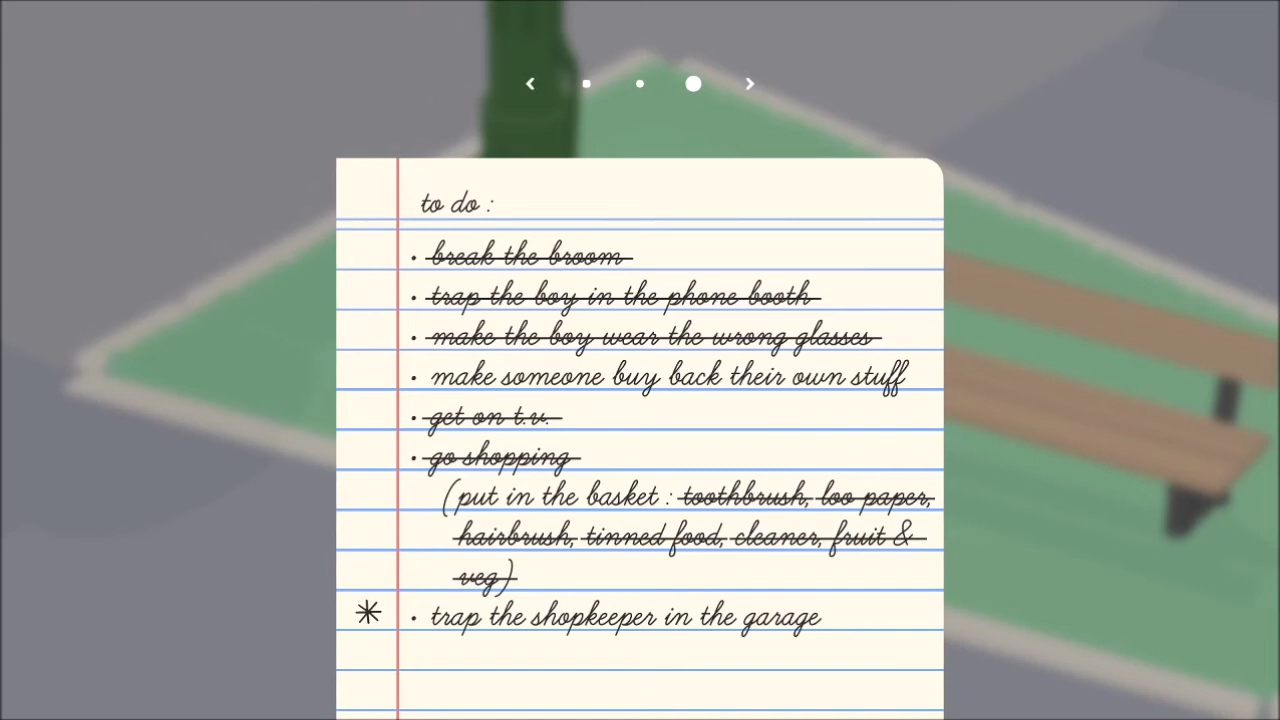 to do :
• break the broom
• trap the boy in the phone booth
• make the boy wear the wrong glasses
• make someone buy back their own stuff
• get on t.v.
• go shopping
(put in the basket : toothbrush, loo paper,
hairbrush, tinned food, cleaner, fruit &
veg)
* • trap the shopkeeper in the garage